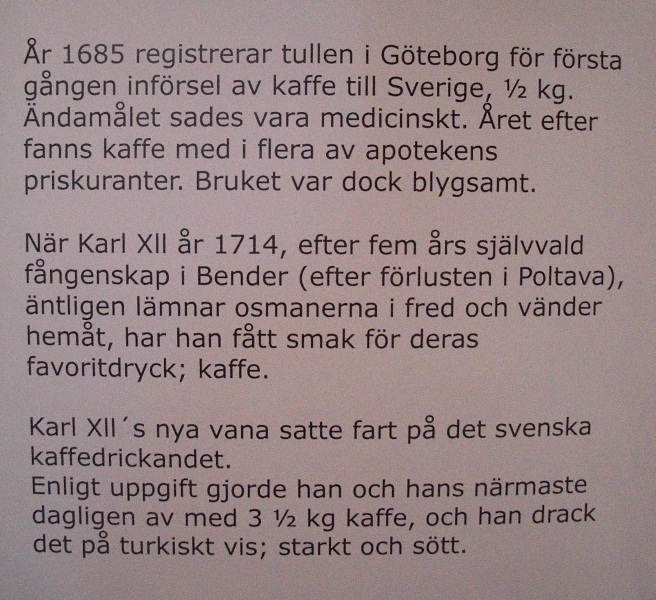 År 1685 registrerar tullen i Göteborg för första
gången införsel av kaffe till Sverige, ½ kg.
Ändamålet sades vara medicinskt. Året efter
fanns kaffe med i flera av apotekens
priskuranter. Bruket var dock blygsamt.
När Karl XII år 1714, efter fem års självvald
fångenskap i Bender (efter förlusten i Poltava),
äntligen lämnar osmanerna i fred och vänder
hemåt, har han fått smak för deras
favoritdryck; kaffe.
Karl XII´s nya vana satte fart på det svenska
kaffedrickandet.
Enligt uppgift gjorde han och hans närmaste
dagligen av med 3 ½ kg kaffe, och han drack
det på turkiskt vis; starkt och sött.